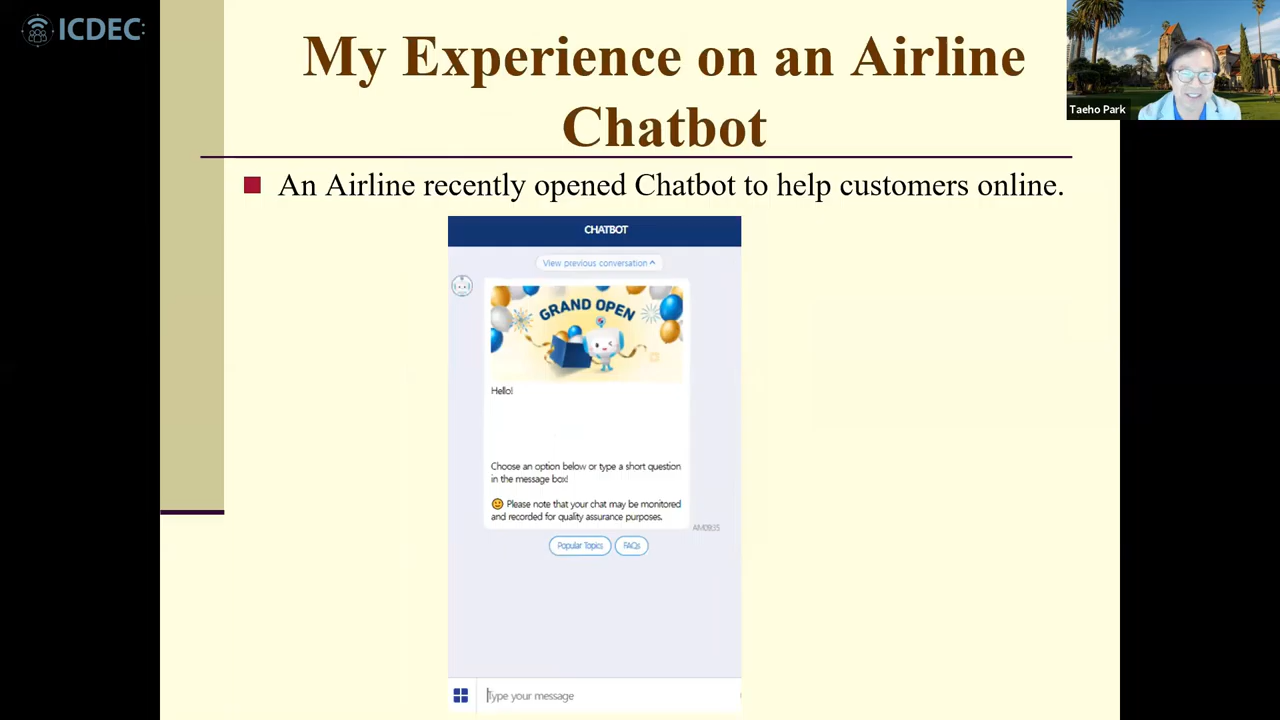 ICDEC:
My Experience on an Airline
Chatbot
Taeho Park
An Airline recently opened Chatbot to help customers online.
CHATBOT
View previous conversation ^
GRAND OPEN
Hello!
Choose an option below or type a short question
in the message box!
Please note that your chat may be monitored
and recorded for quality assurance purposes.
AM09:35
Popular Topics
FAQs
Type your message